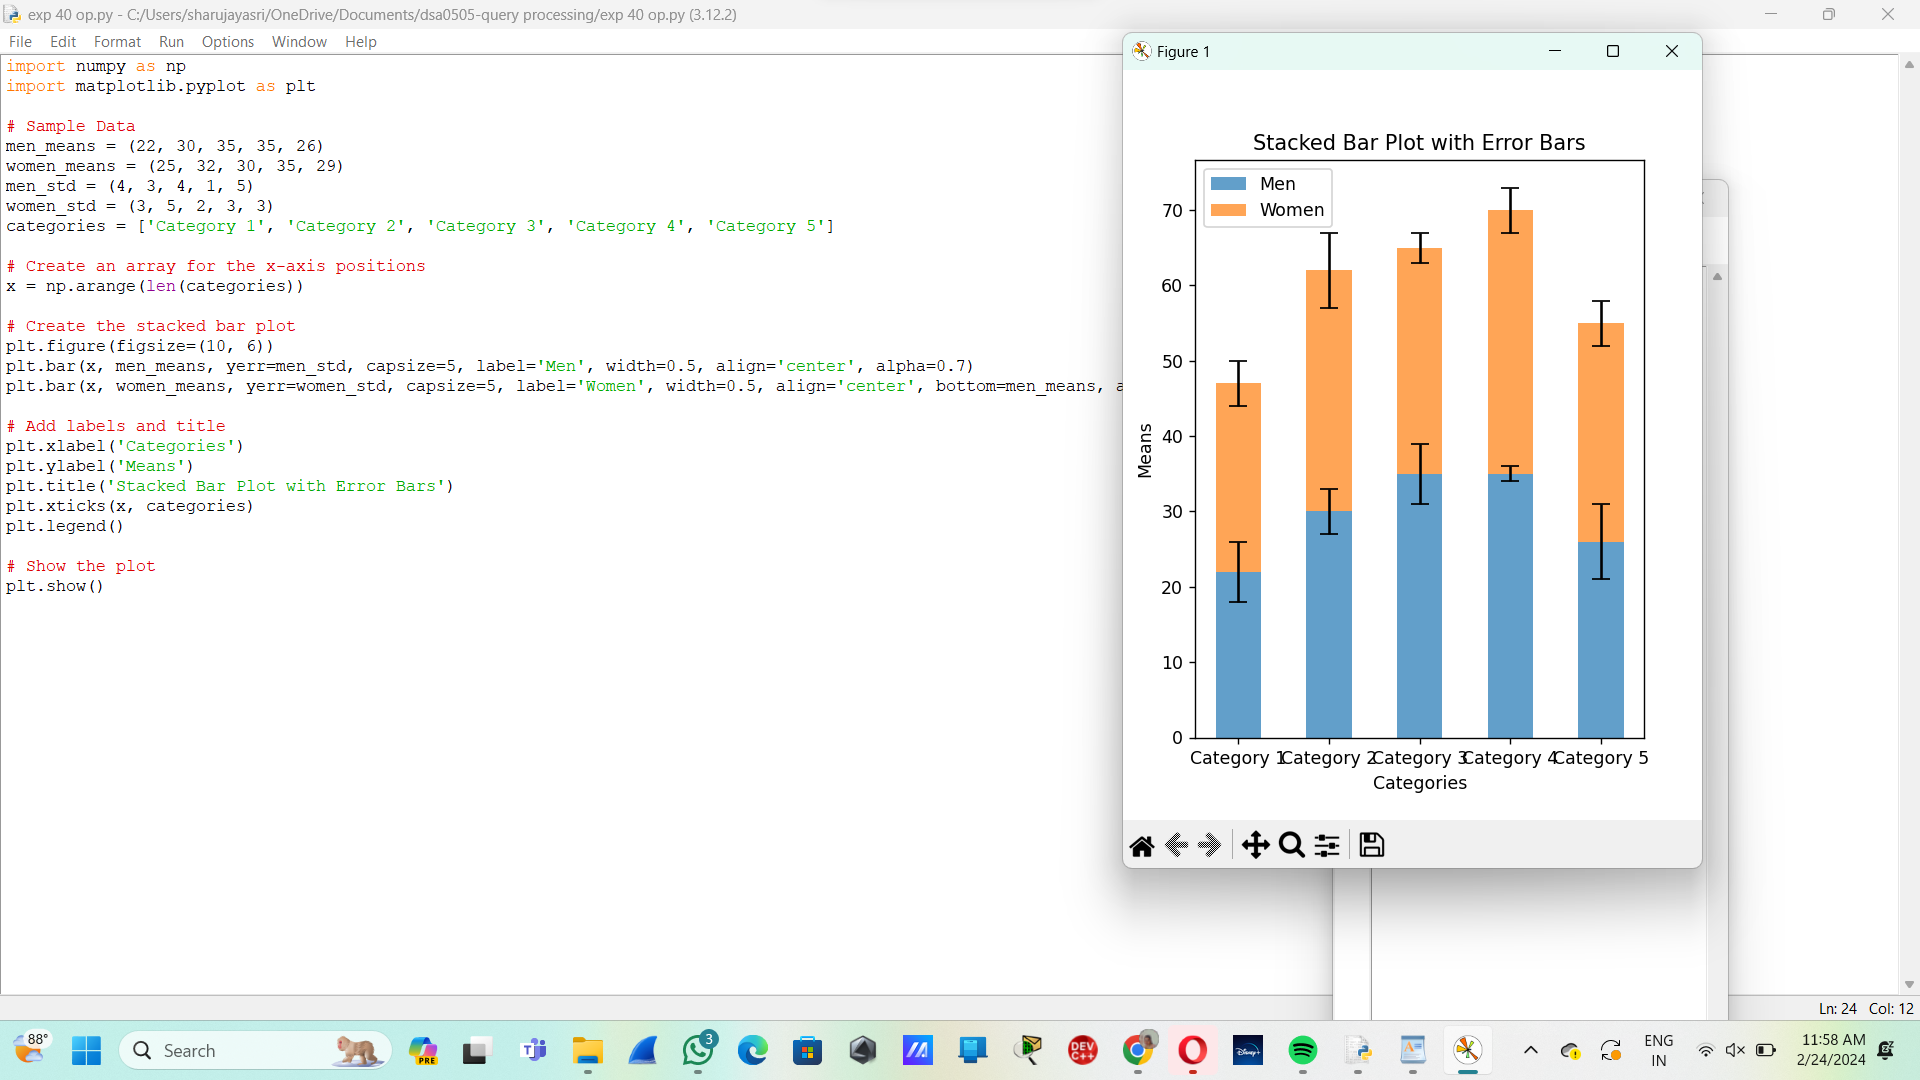 exp 40 op.py - C:/Users/sharujayasri/OneDrive/Documents/dsa0505-query processing/exp 40 op.py (3.12.2)
File Edit Format Run Options Window Help
import numpy as np
import matplotlib.pyplot as plt
# Sample Data
men_means = (22, 30, 35, 35, 26)
women_means = (25, 32, 30, 35, 29)
men_std = (4, 3, 4, 1, 5)
women_std = (3, 5, 2, 3, 3)
categories = ['Category 1', 'Category 2', 'Category 3', 'Category 4', 'Category 5']
# Create an array for the x-axis positions
x = np.arange(len(categories))
# Create the stacked bar plot
plt.figure(figsize=(10, 6))
plt.bar(x, men_means, yerr=men_std, capsize=5, label='Men', width=0.5, align='center', alpha=0.7)
plt.bar(x, women_means, yerr=women_std, capsize=5, label='Women', width=0.5, align='center', bottom=men_means, a
# Add labels and title
plt.xlabel('Categories')
plt.ylabel('Means')
plt.title('Stacked Bar Plot with Error Bars')
plt.xticks(x, categories)
plt.legend()
# Show the plot
plt.show()
Figure 1
Stacked Bar Plot with Error Bars
Men
Women
70
60
50
40
30
20
10
0
Means
Category 1 Category 2 Category 3 Category 4 Category 5
Categories
Ln: 24 Col: 12
88°
Search
PRE
3
DEV C++
Disney+
ENG
IN
11:58 AM
2/24/2024